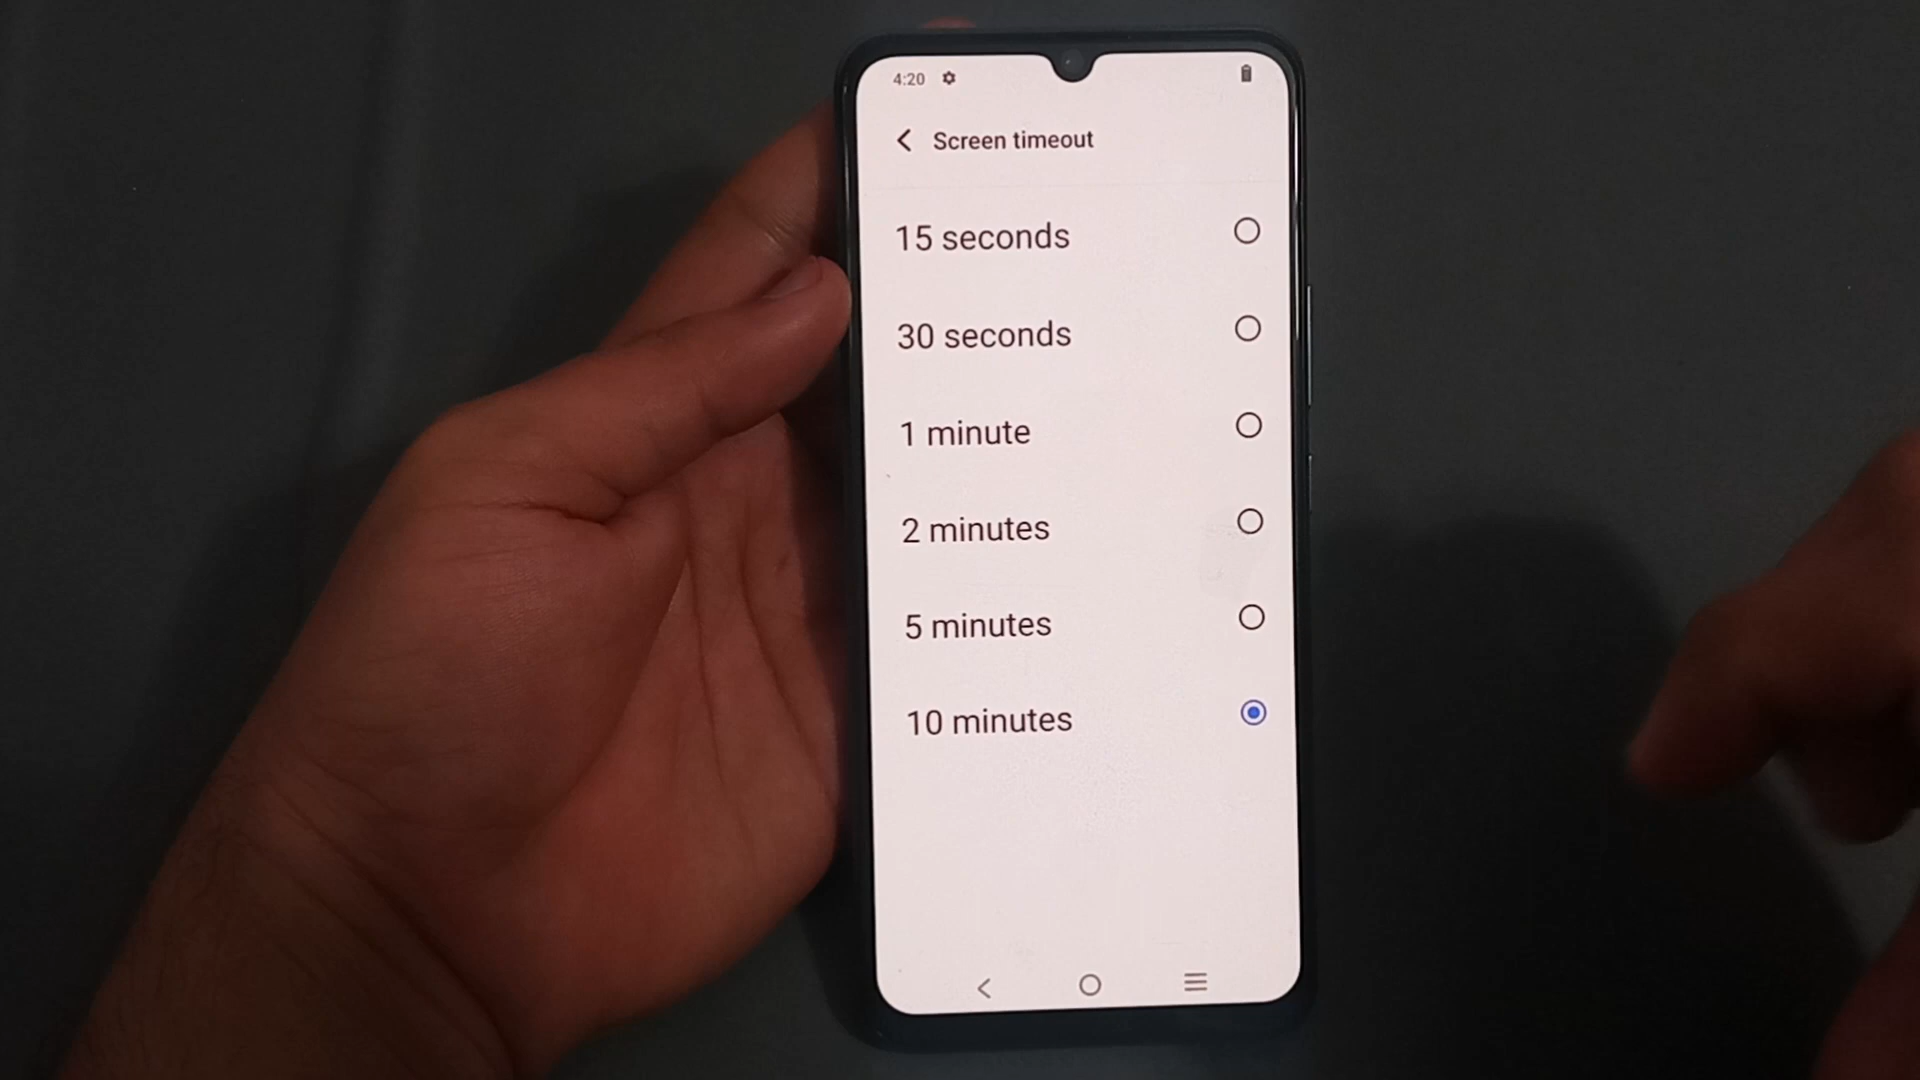 4:20
Screen timeout
15 seconds
30 seconds
1 minute
2 minutes
5 minutes
10 minutes